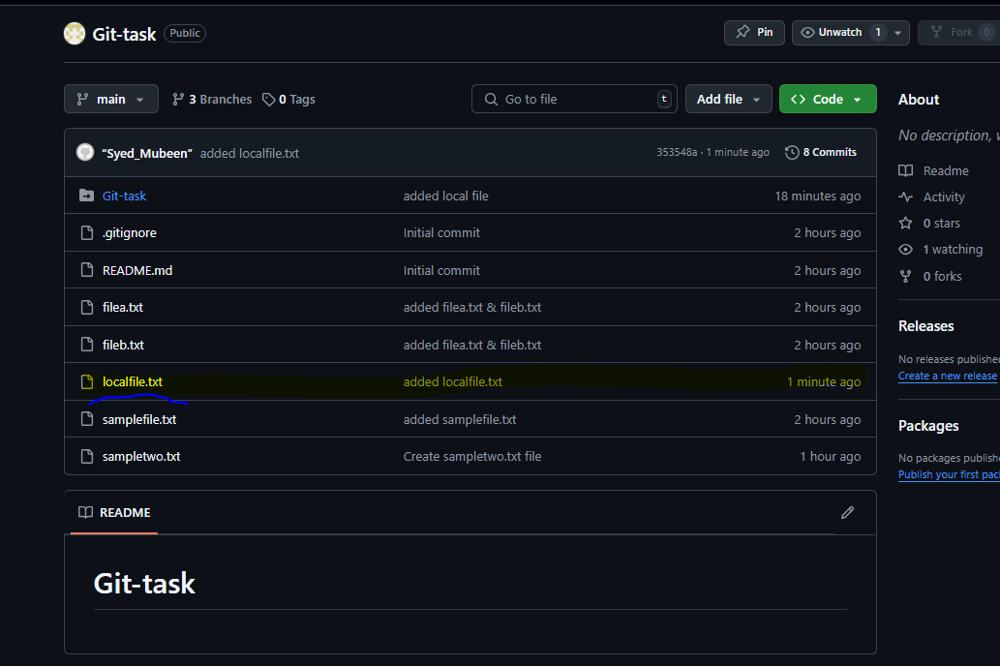 Git-task Public Pin Unwatch 1 Fork 0
main 3 Branches 0 Tags Go to file t Add file Code About
"Syed_Mubeen" added localfile.txt 353548a · 1 minute ago 8 Commits No description,
Git-task added local file 18 minutes ago Readme
.gitignore Initial commit 2 hours ago Activity
README.md Initial commit 2 hours ago 0 stars
filea.txt added filea.txt & fileb.txt 2 hours ago 1 watching
fileb.txt added filea.txt & fileb.txt 2 hours ago 0 forks
localfile.txt added localfile.txt 1 minute ago
samplefile.txt added samplefile.txt 2 hours ago
sampletwo.txt Create sampletwo.txt file 1 hour ago
Releases
No releases published
Create a new release
Packages
No packages publish
Publish your first pac
README
Git-task